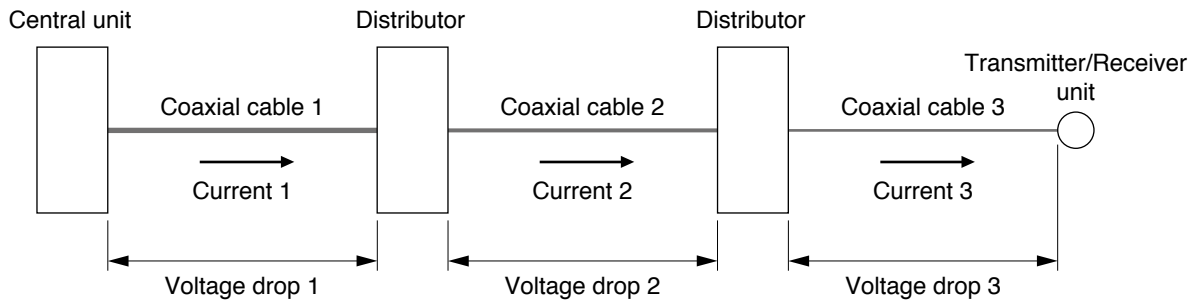 Central unit
Distributor
Distributor
Transmitter/Receiver
unit
Coaxial cable 1
Coaxial cable 2
Coaxial cable 3
Current 1
Current 2
Current 3
Voltage drop 1
Voltage drop 2
Voltage drop 3